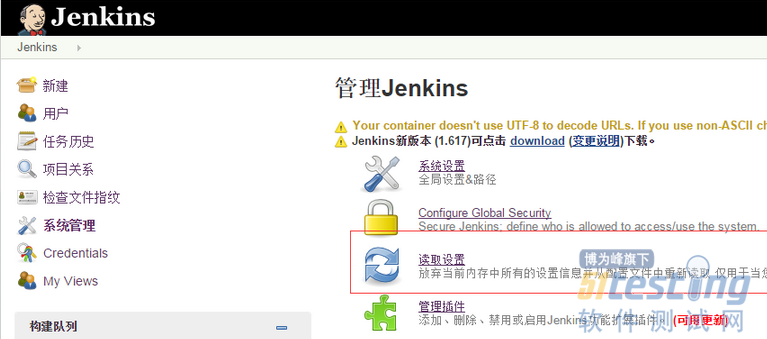 Jenkins
Jenkins
新建
用户
任务历史
项目关系
检查文件指纹
系统管理
Credentials
My Views
构建队列
管理Jenkins
Your container doesn't use UTF-8 to decode URLs. If you use non-ASCII ch
Jenkins新版本 (1.617)可点击 download (变更说明)下载。
系统设置
全局设置&路径
Configure Global Security
Secure Jenkins; define who is allowed to access/use the system.
读取设置
放弃当前内存中所有的设置信息并从配置文件中重新读取 仅用于当您
管理插件
添加、删除、禁用或启用Jenkins功能扩展插件。 (可用更新)
博为峰旗下
51testing
软件测试网